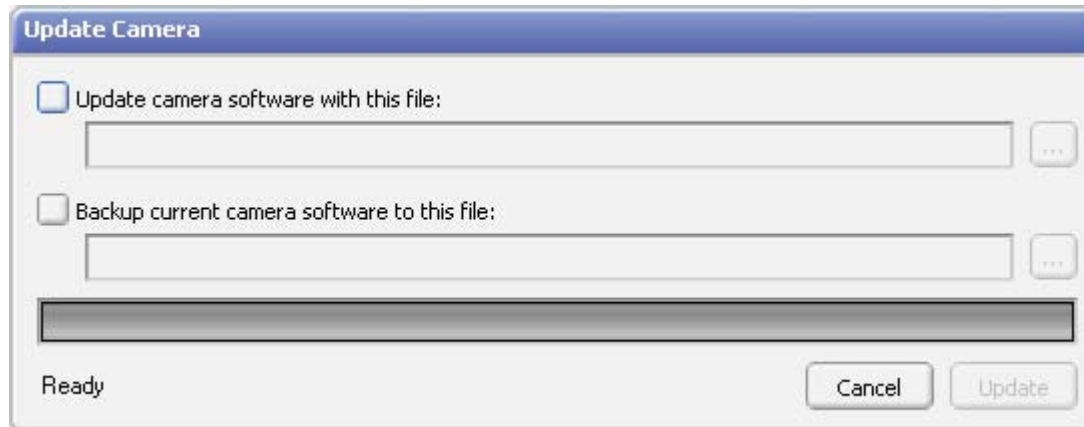 Update Camera
Update camera software with this file:
...
Backup current camera software to this file:
...
Ready
Cancel
Update